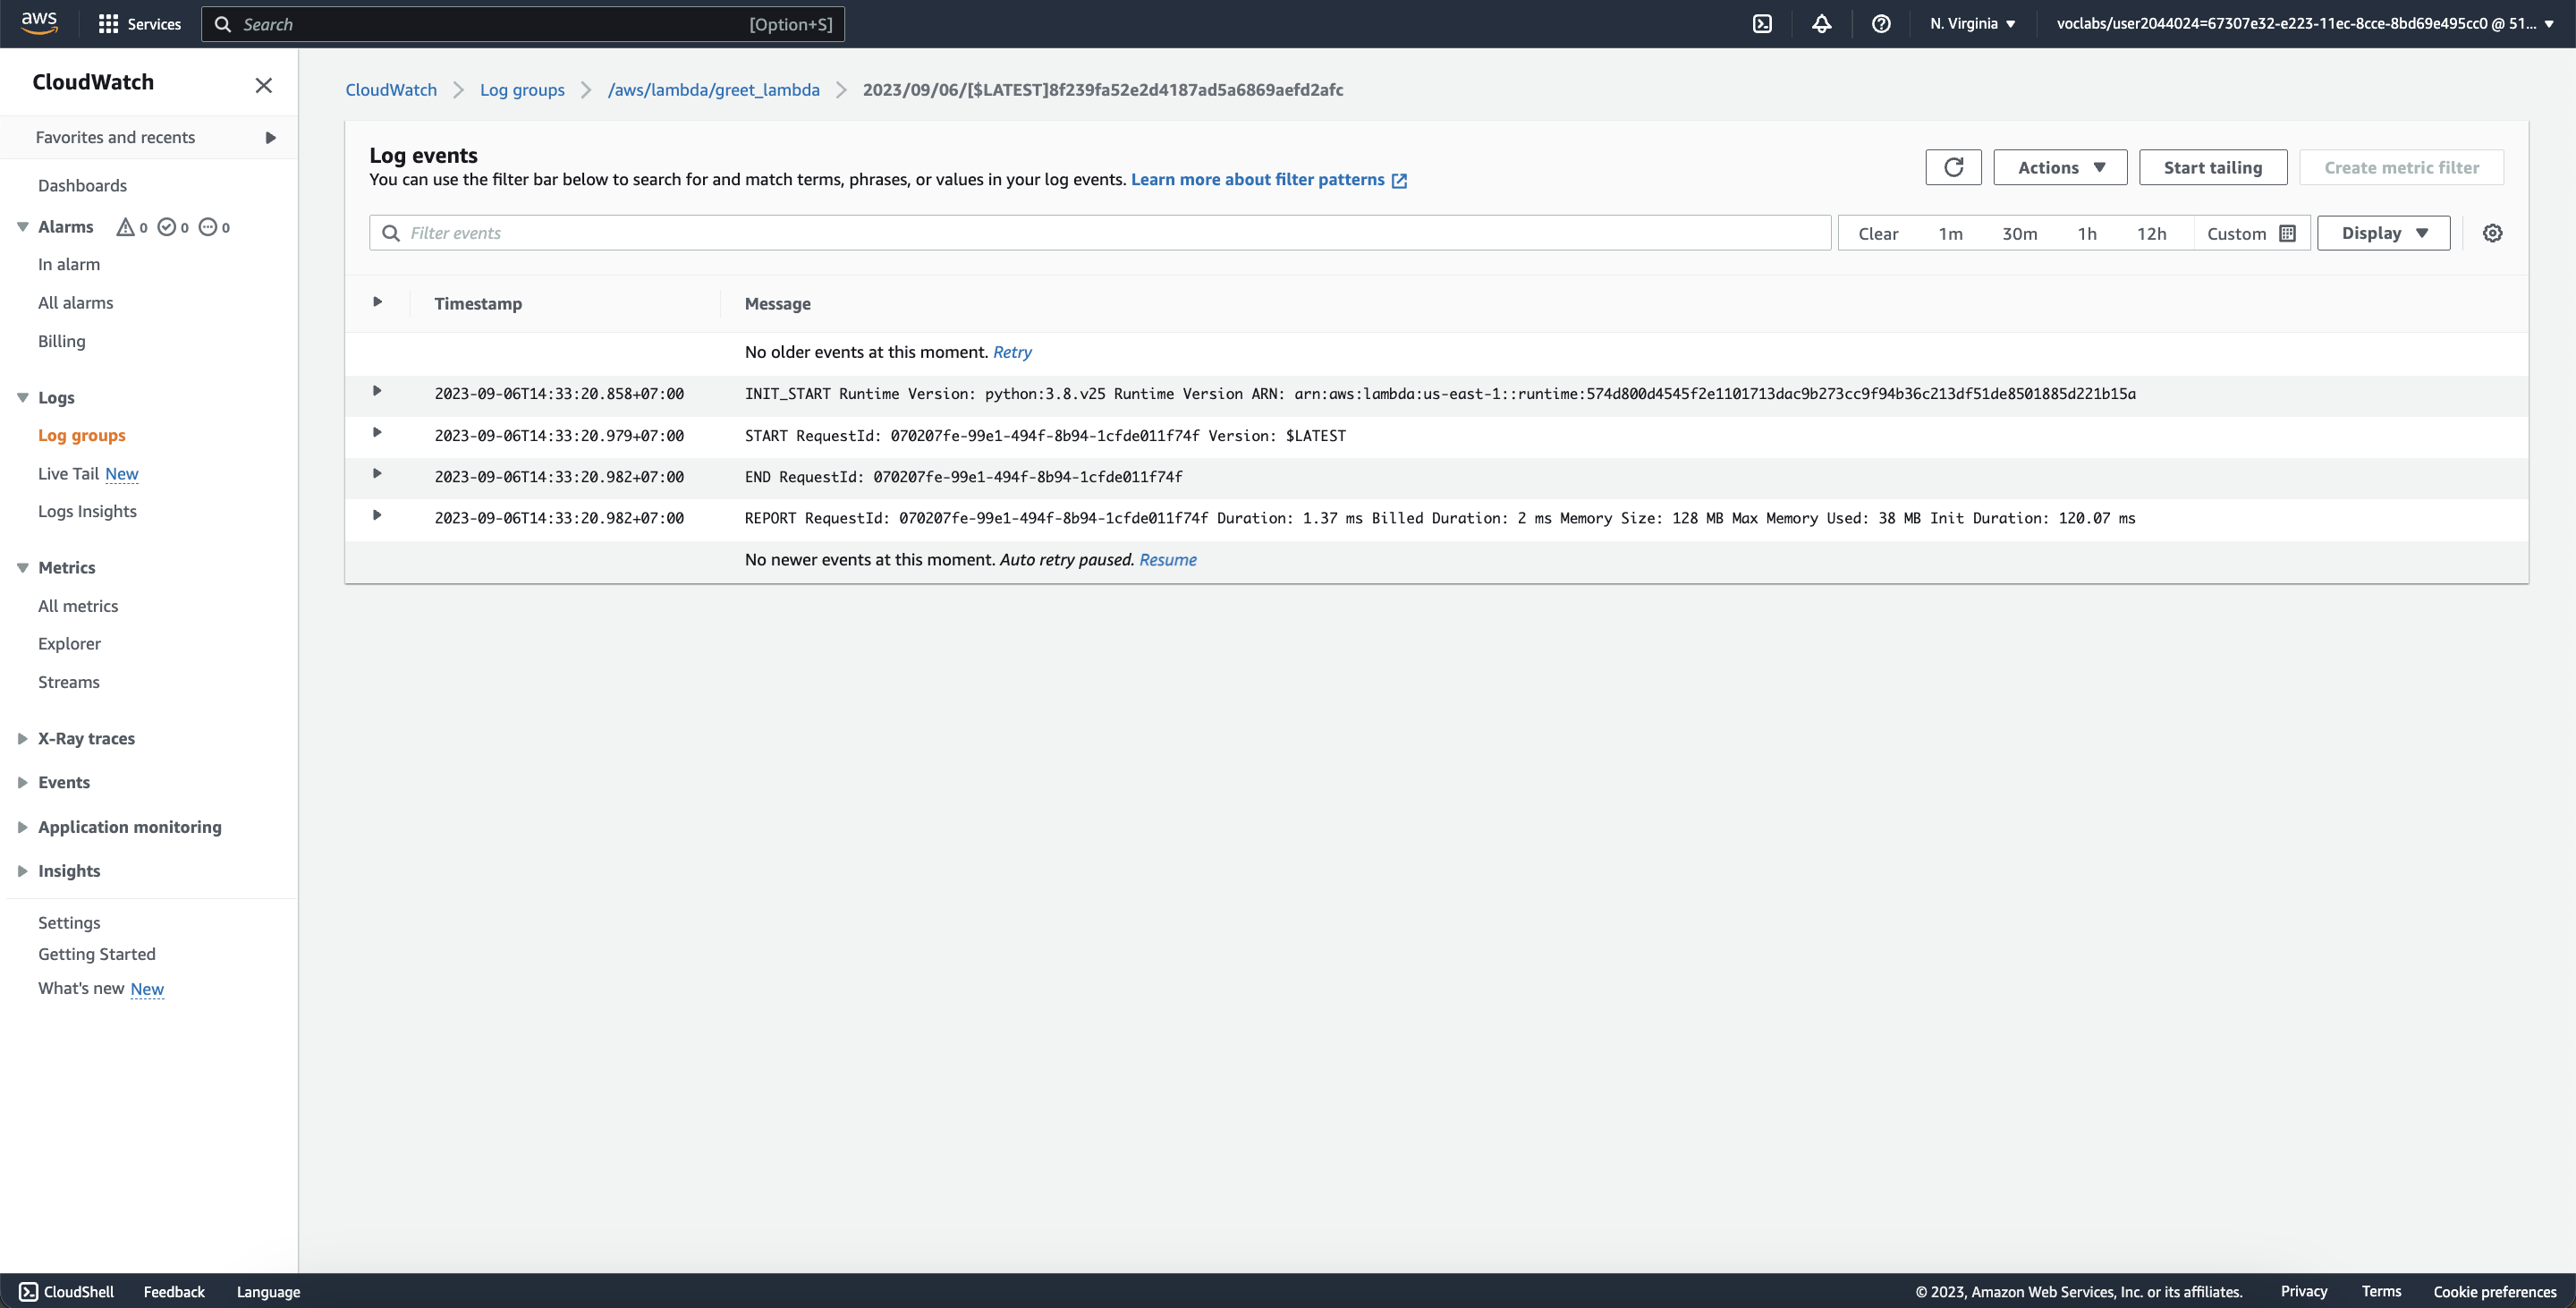 aws Services Search [Option+S] N. Virginia voclabs/user2044024=67307e32-e223-11ec-8cce-8bd69e495cc0 @ 51...
CloudWatch
Favorites and recents
Dashboards
Alarms 0 0 0
In alarm
All alarms
Billing
Logs
Log groups
Live Tail New
Logs Insights
Metrics
All metrics
Explorer
Streams
X-Ray traces
Events
Application monitoring
Insights
Settings
Getting Started
What's new New
CloudWatch Log groups /aws/lambda/greet_lambda 2023/09/06/[$LATEST]8f239fa52e2d4187ad5a6869aefd2afc
Log events
You can use the filter bar below to search for and match terms, phrases, or values in your log events. Learn more about filter patterns
Actions Start tailing Create metric filter
Filter events Clear 1m 30m 1h 12h Custom Display
Timestamp Message
No older events at this moment. Retry
2023-09-06T14:33:20.858+07:00 INIT_START Runtime Version: python:3.8.v25 Runtime Version ARN: arn:aws:lambda:us-east-1::runtime:574d800d4545f2e1101713dac9b273cc9f94b36c213df51de8501885d221b15a
2023-09-06T14:33:20.979+07:00 START RequestId: 070207fe-99e1-494f-8b94-1cfde011f74f Version: $LATEST
2023-09-06T14:33:20.982+07:00 END RequestId: 070207fe-99e1-494f-8b94-1cfde011f74f
2023-09-06T14:33:20.982+07:00 REPORT RequestId: 070207fe-99e1-494f-8b94-1cfde011f74f Duration: 1.37 ms Billed Duration: 2 ms Memory Size: 128 MB Max Memory Used: 38 MB Init Duration: 120.07 ms
No newer events at this moment. Auto retry paused. Resume
CloudShell Feedback Language © 2023, Amazon Web Services, Inc. or its affiliates. Privacy Terms Cookie preferences